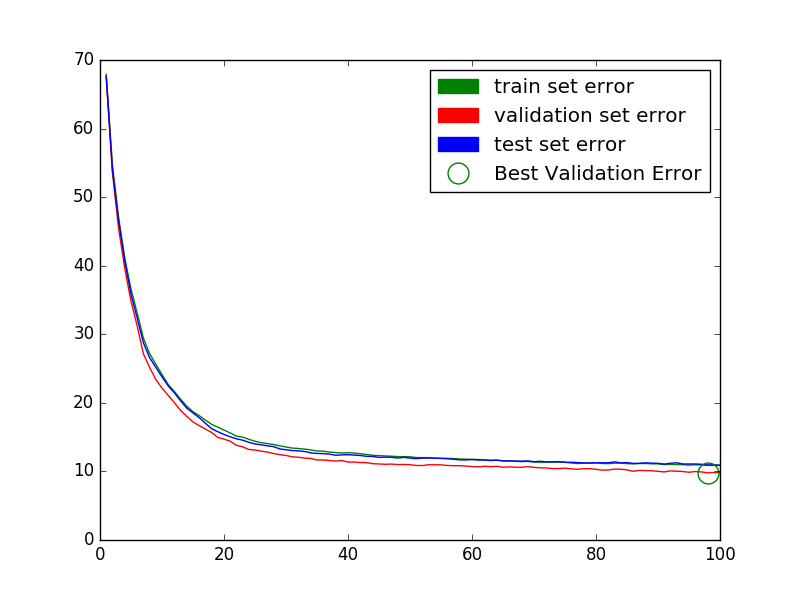 70
60
50
40
30
20
10
0
train set error
validation set error
test set error
Best Validation Error
0 20 40 60 80 100